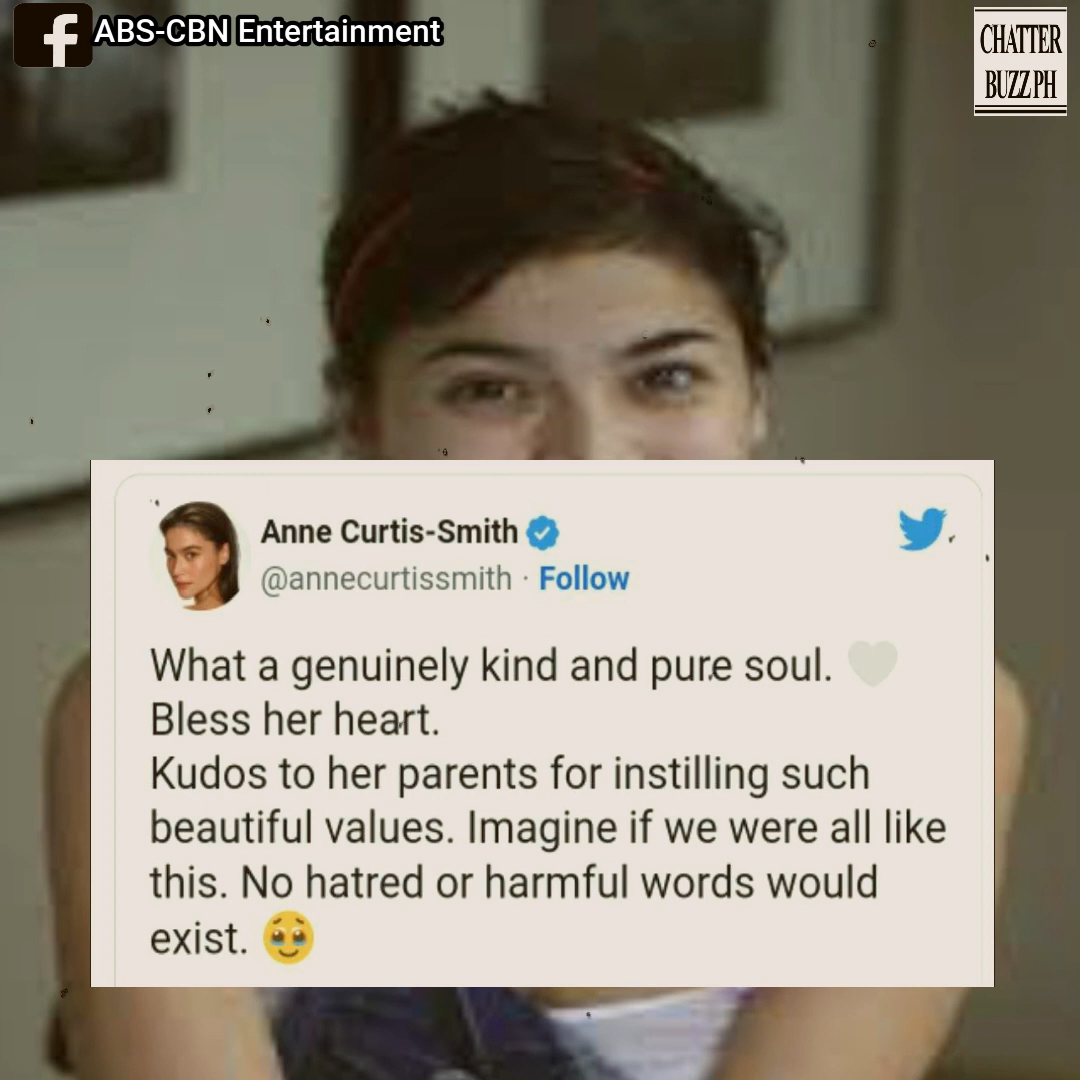 ABS-CBN Entertainment
CHATTER
BUZZ PH
Anne Curtis-Smith
@annecurtissmith · Follow
What a genuinely kind and pure soul. 🤍
Bless her heart.
Kudos to her parents for instilling such
beautiful values. Imagine if we were all like
this. No hatred or harmful words would
exist. 🥹